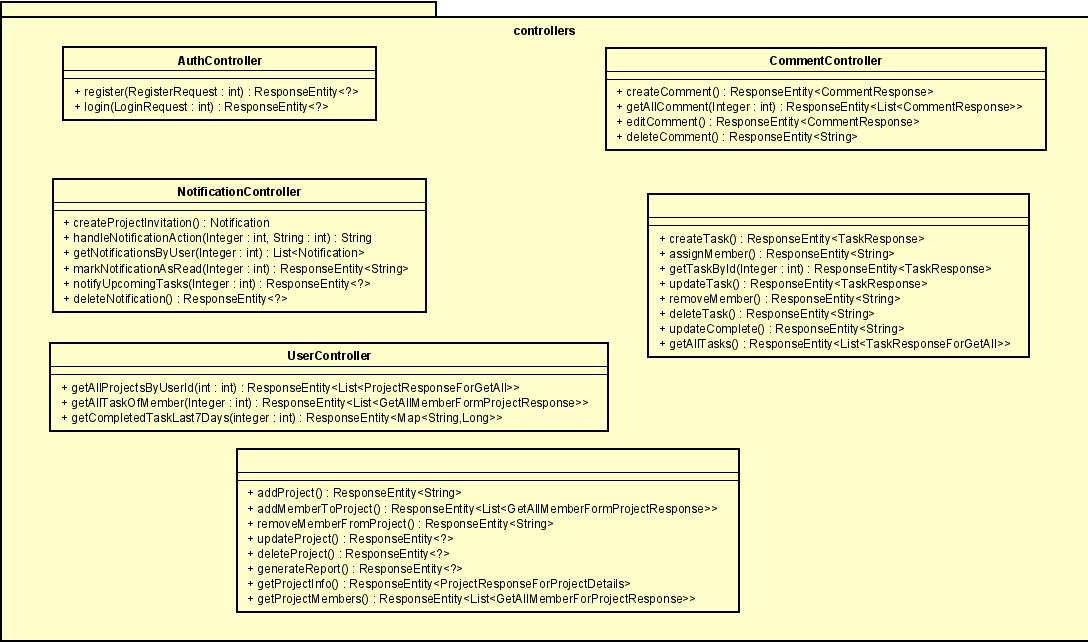 controllers
AuthController
+ register(RegisterRequest : int) : ResponseEntity<?>
+ login(LoginRequest : int) : ResponseEntity<?>
CommentController
+ createComment() : ResponseEntity<CommentResponse>
+ getAllComment(Integer : int) : ResponseEntity<List<CommentResponse>>
+ editComment() : ResponseEntity<CommentResponse>
+ deleteComment() : ResponseEntity<String>
NotificationController
+ createProjectInvitation() : Notification
+ handleNotificationAction(Integer : int, String : int) : String
+ getNotificationsByUser(Integer : int) : List<Notification>
+ markNotificationAsRead(Integer : int) : ResponseEntity<String>
+ notifyUpcomingTasks(Integer : int) : ResponseEntity<?>
+ deleteNotification() : ResponseEntity<?>
+ createTask() : ResponseEntity<TaskResponse>
+ assignMember() : ResponseEntity<String>
+ getTaskById(Integer : int) : ResponseEntity<TaskResponse>
+ updateTask() : ResponseEntity<TaskResponse>
+ removeMember() : ResponseEntity<String>
+ deleteTask() : ResponseEntity<String>
+ updateComplete() : ResponseEntity<String>
+ getAllTasks() : ResponseEntity<List<TaskResponseForGetAll>>
UserController
+ getAllProjectsByUserId(int : int) : ResponseEntity<List<ProjectResponseForGetAll>>
+ getAllTaskOfMember(Integer : int) : ResponseEntity<List<GetAllMemberFormProjectResponse>>
+ getCompletedTaskLast7Days(integer : int) : ResponseEntity<Map<String,Long>>
+ addProject() : ResponseEntity<String>
+ addMemberToProject() : ResponseEntity<List<GetAllMemberFormProjectResponse>>
+ removeMemberFromProject() : ResponseEntity<String>
+ updateProject() : ResponseEntity<?>
+ deleteProject() : ResponseEntity<?>
+ generateReport() : ResponseEntity<?>
+ getProjectInfo() : ResponseEntity<ProjectResponseForProjectDetails>
+ getProjectMembers() : ResponseEntity<List<GetAllMemberForProjectResponse>>